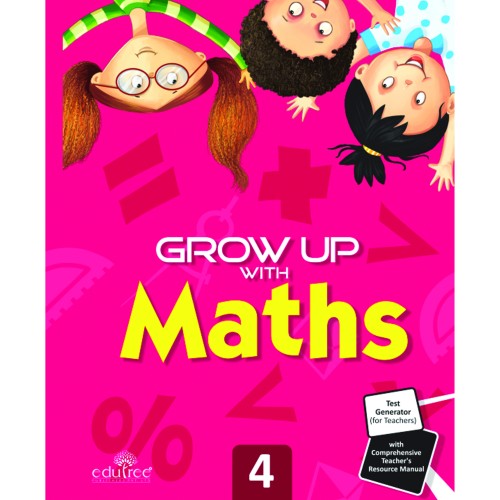 GROW UP
WITH
Maths
Test
Generator
(for Teachers)
with
Comprehensive
Teacher's
Resource Manual
edutree
4